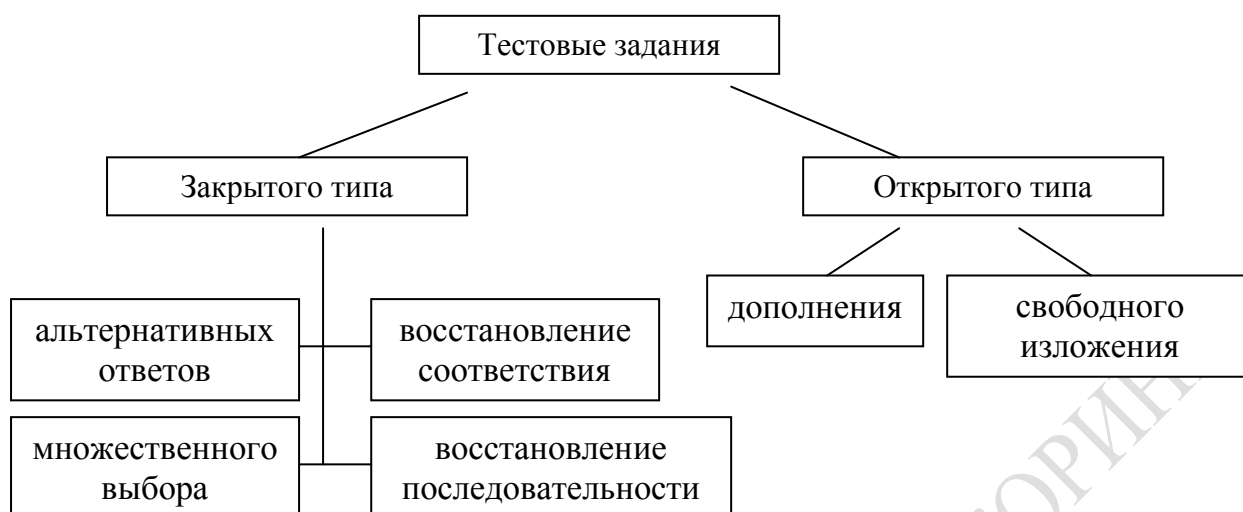 Тестовые задания
Закрытого типа
Открытого типа
дополнения
свободного
изложения
альтернативных
ответов
восстановление
соответствия
множественного
выбора
восстановление
последовательности